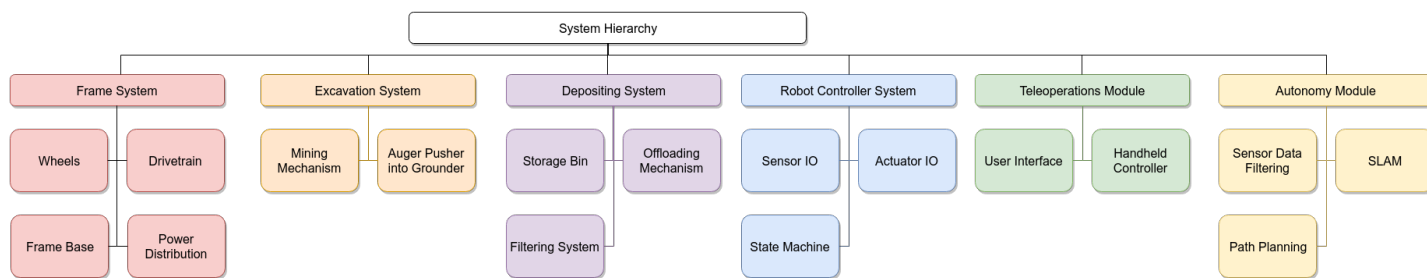 System Hierarchy
Frame System
Excavation System
Depositing System
Robot Controller System
Teleoperations Module
Autonomy Module
Wheels
Drivetrain
Mining
Mechanism
Auger Pusher
into Grounder
Storage Bin
Offloading
Mechanism
Sensor IO
Actuator IO
User Interface
Handheld
Controller
Sensor Data
Filtering
SLAM
Frame Base
Power
Distribution
Filtering System
State Machine
Path Planning